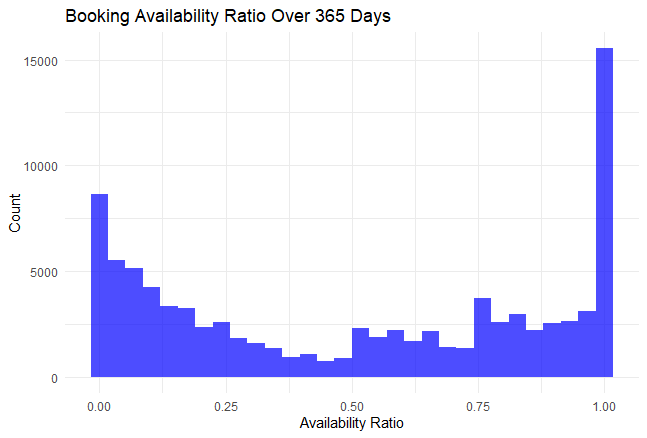 Booking Availability Ratio Over 365 Days
Count
15000
10000
5000
0
0.00 0.25 0.50 0.75 1.00
Availability Ratio